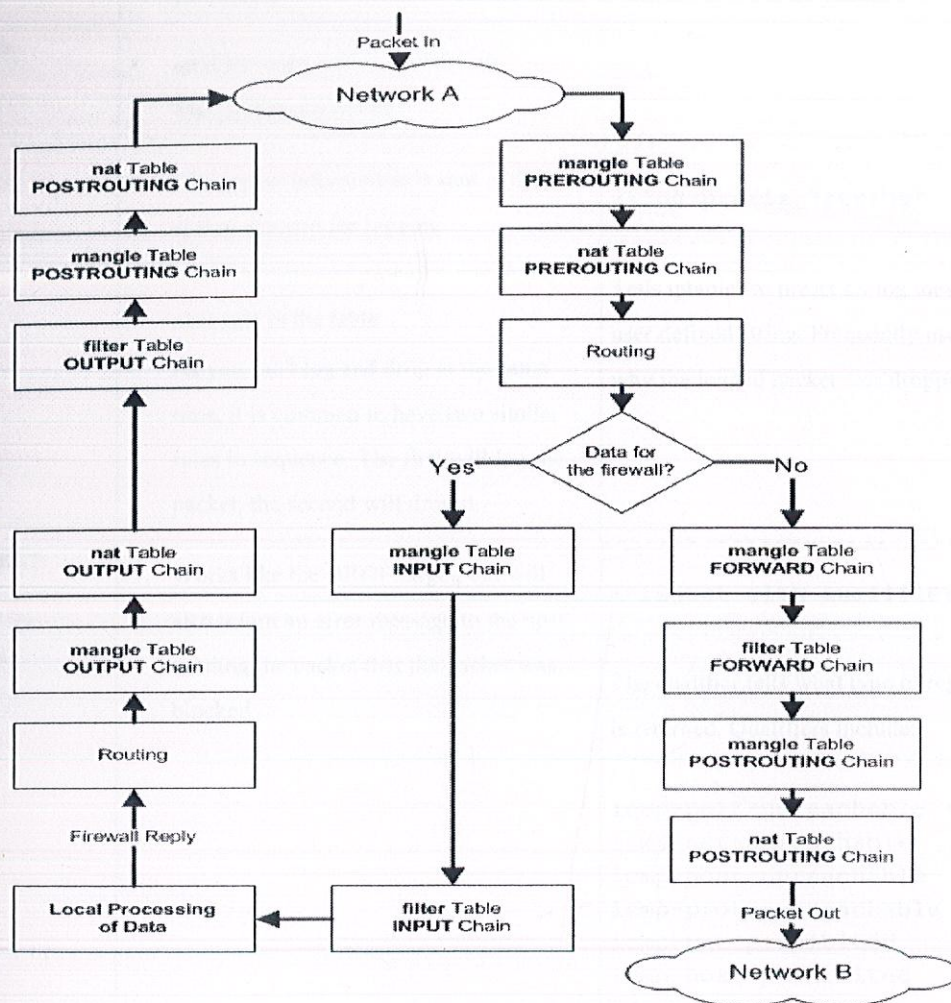 Packet In
Network A
nat Table
POSTROUTING Chain
mangle Table
POSTROUTING Chain
filter Table
OUTPUT Chain
nat Table
OUTPUT Chain
mangle Table
OUTPUT Chain
Routing
Firewall Reply
Local Processing
of Data
mangle Table
PREROUTING Chain
nat Table
PREROUTING Chain
Routing
Data for
the firewall?
Yes
No
mangle Table
INPUT Chain
filter Table
INPUT Chain
mangle Table
FORWARD Chain
filter Table
FORWARD Chain
mangle Table
POSTROUTING Chain
nat Table
POSTROUTING Chain
Packet Out
Network B